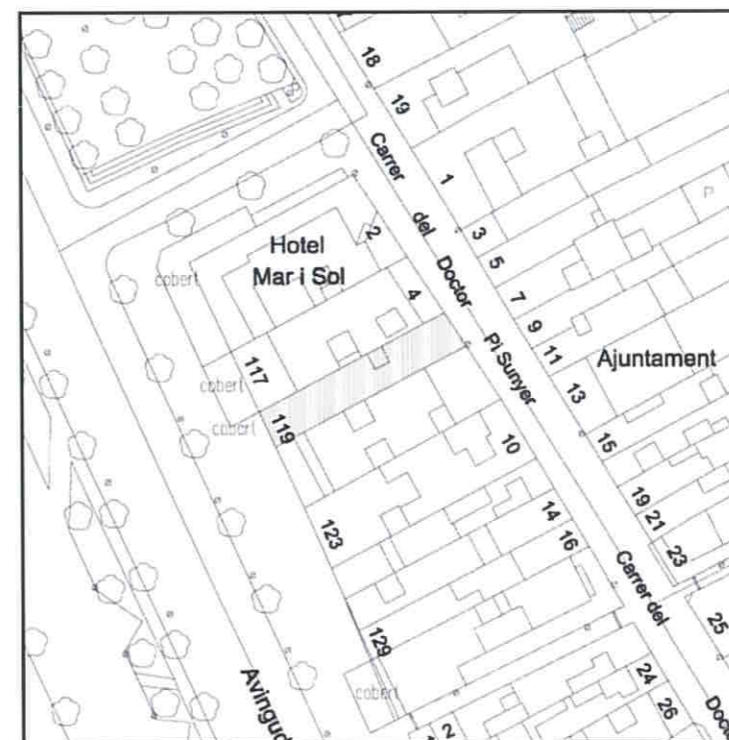 18
19
Carrer
del
Doctor
Pi Sunyer
1
3
5
7
9
11
13
15
19
21
23
25
Ajuntament
P
Hotel
Mar i Sol
2
4
cobert
117
cobert
119
cobert
10
123
14
16
Carrer del
129
cobert
24
26
2
Avingud
Docto